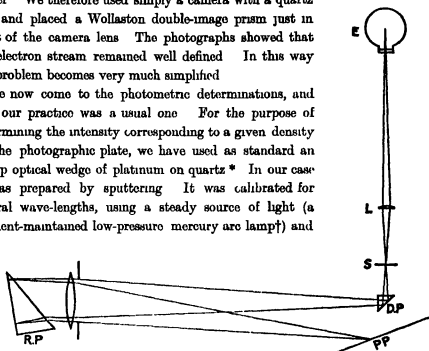 We therefore used simply a camera with a quartz
and placed a Wollaston double-image prism just in
of the camera lens The photographs showed that
electron stream remained well defined In this way
problem becomes very much simplified
now come to the photometric determinations, and
our practice was a usual one For the purpose of
mining the intensity corresponding to a given density
the photographic plate, we have used as standard an
optical wedge of platinum on quartz * In our case
as prepared by sputtering It was calibrated for
ral wave-lengths, using a steady source of light (a
ent-maintained low-pressure mercury arc lamp†) and
E
L
S
D.P
R.P.
PP